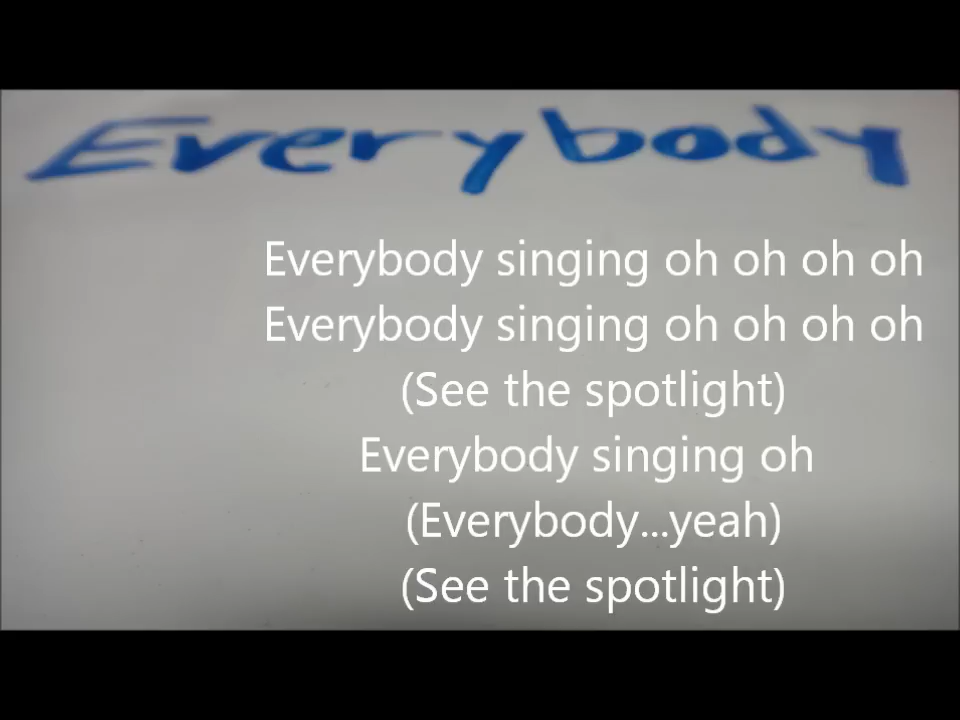 Everybody
Everybody singing oh oh oh oh
Everybody singing oh oh oh oh
(See the spotlight)
Everybody singing oh
(Everybody...yeah)
(See the spotlight)